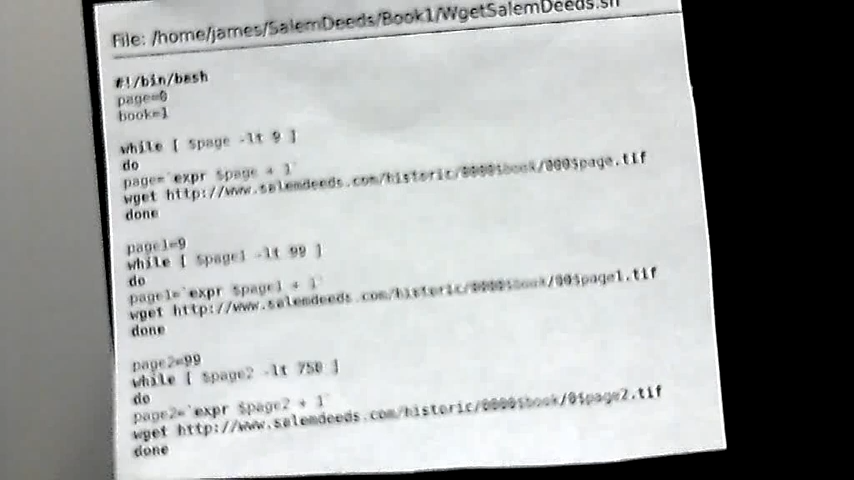 File: /home/james/SalemDeeds/Book1/WgetSalemDeeds.sh
#!/bin/bash
page=0
book=1
while [ $page -lt 9 ]
do
page=`expr $page + 1`
wget http://www.salemdeeds.com/historic/0000$book/000$page.tif
done
page1=9
while [ $page1 -lt 99 ]
do
page1=`expr $page1 + 1`
wget http://www.salemdeeds.com/historic/0000$book/00$page1.tif
done
page2=99
while [ $page2 -lt 750 ]
do
page2=`expr $page2 + 1`
wget http://www.salemdeeds.com/historic/0000$book/0$page2.tif
done